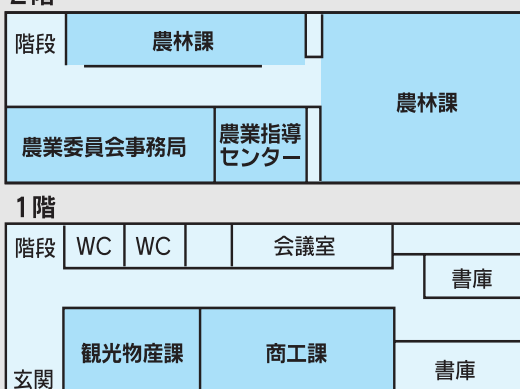 2階
階段
農林課
農林課
農業委員会事務局
農業指導
センター
1階
階段
WC
WC
会議室
書庫
観光物産課
商工課
書庫
玄関